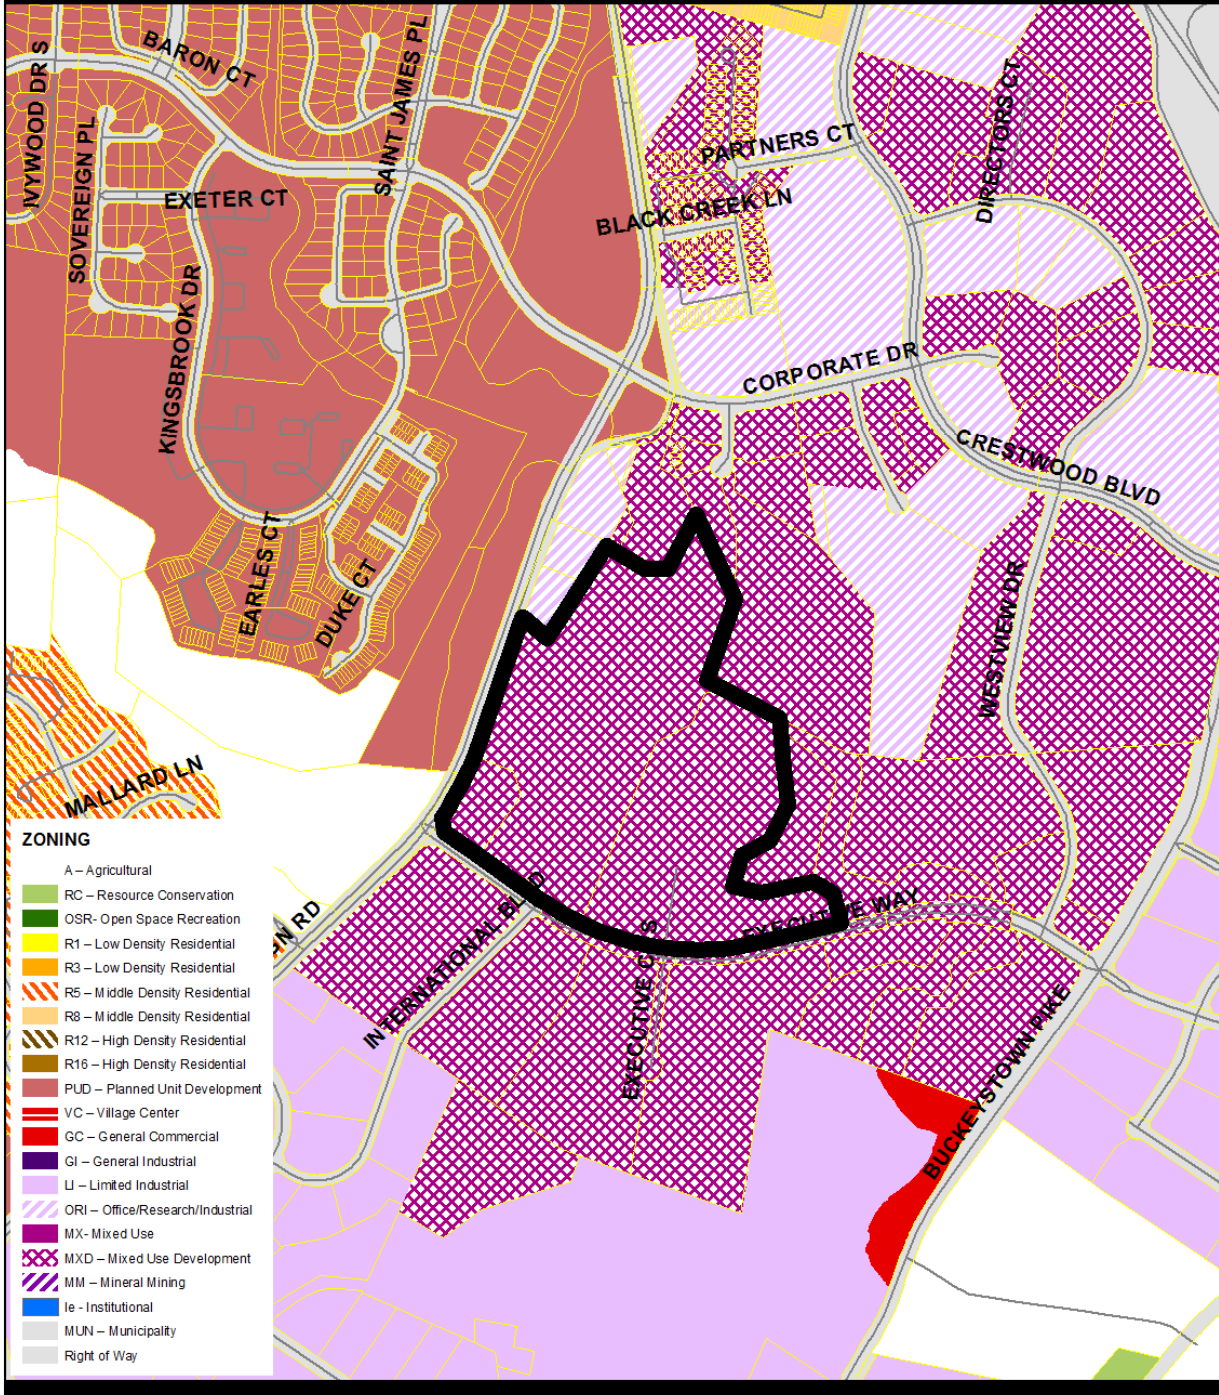 BARON CT
IVYWOOD DR S
SAINT JAMES PL
SOVEREIGN PL
EXETER CT
KINGSBROOK DR
PARTNERS CT
DIRECTORS CT
BLACK CREEK LN
CORPORATE DR
CRESTWOOD BLVD
EARLES CT
DUKE CT
WESTVIEW DR
MALLARD LN
RD
INTERNATIONAL BLVD
EXECUTIVE WAY
EXECUTIVE CT S
BUCKEYSTOWN PIKE
ZONING
A – Agricultural
RC – Resource Conservation
OSR- Open Space Recreation
R1 – Low Density Residential
R3 – Low Density Residential
R5 – Middle Density Residential
R8 – Middle Density Residential
R12 – High Density Residential
R16 – High Density Residential
PUD – Planned Unit Development
VC – Village Center
GC – General Commercial
GI – General Industrial
LI – Limited Industrial
ORI – Office/Research/Industrial
MX- Mixed Use
MXD – Mixed Use Development
MM – Mineral Mining
Ie - Institutional
MUN – Municipality
Right of Way